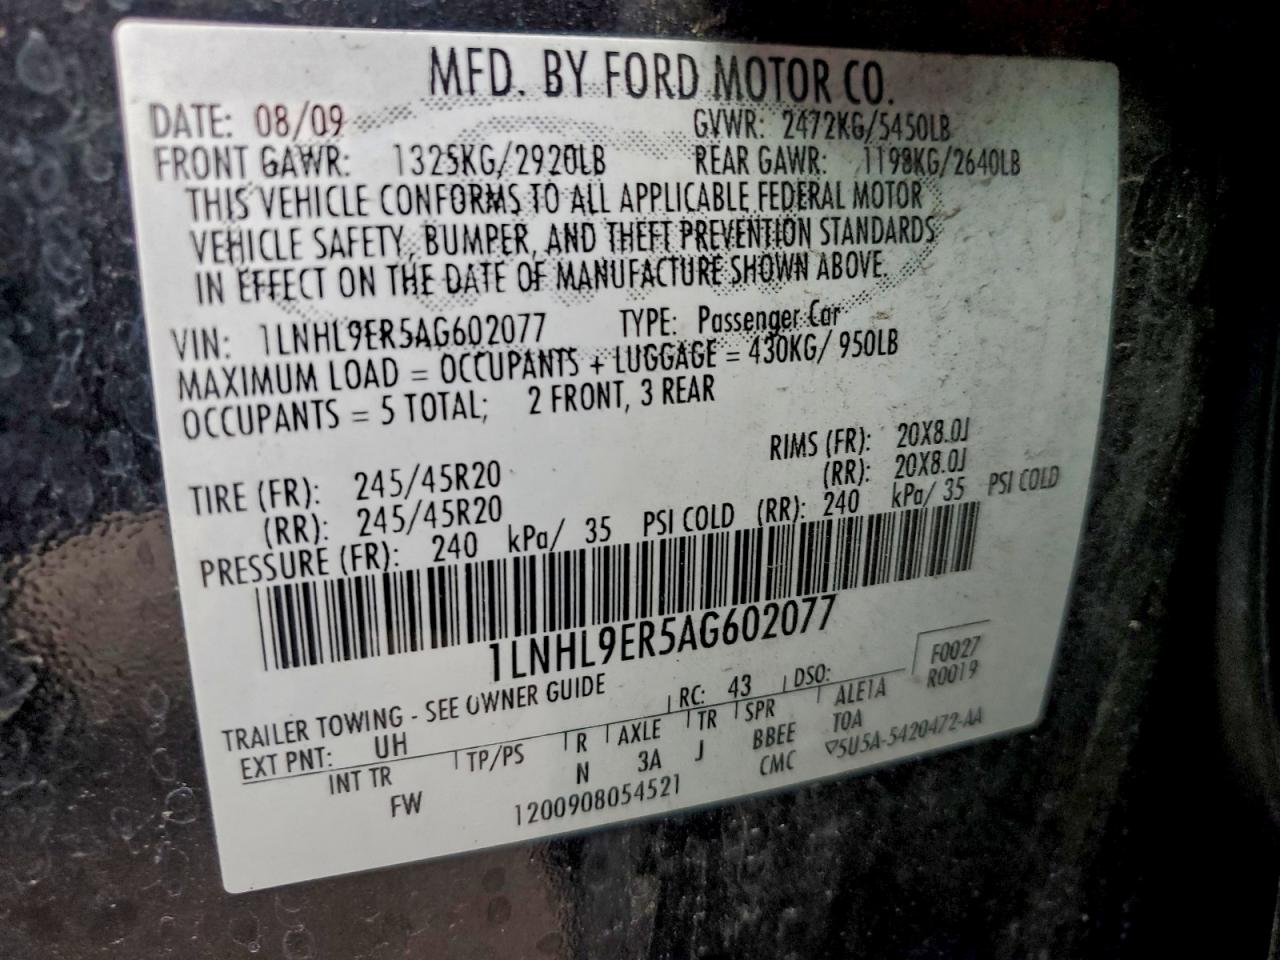 MFD. BY FORD MOTOR CO.
DATE: 08/09 GVWR: 2472KG/5450LB
FRONT GAWR: 1325KG/2920LB REAR GAWR: 1198KG/2640LB
THIS VEHICLE CONFORMS TO ALL APPLICABLE FEDERAL MOTOR
VEHICLE SAFETY, BUMPER, AND THEFT PREVENTION STANDARDS
IN EFFECT ON THE DATE OF MANUFACTURE SHOWN ABOVE.
VIN: 1LNHL9ER5AG602077 TYPE: Passenger Car
MAXIMUM LOAD = OCCUPANTS + LUGGAGE = 430KG/ 950LB
OCCUPANTS = 5 TOTAL; 2 FRONT, 3 REAR
TIRE (FR): 245/45R20 RIMS (FR): 20X8.0J
(RR): 245/45R20 (RR): 20X8.0J
PRESSURE (FR): 240 kPa/ 35 PSI COLD (RR): 240 kPa/ 35 PSI COLD
1LNHL9ER5AG602077
TRAILER TOWING - SEE OWNER GUIDE RC: 43 DSO: F0027
R0019
EXT PNT: UH TP/PS R AXLE TR SPR ALE1A
INT TR N 3A J BBEE TOA
FW 1200908054521 CMC ▽5U5A-5420472-AA